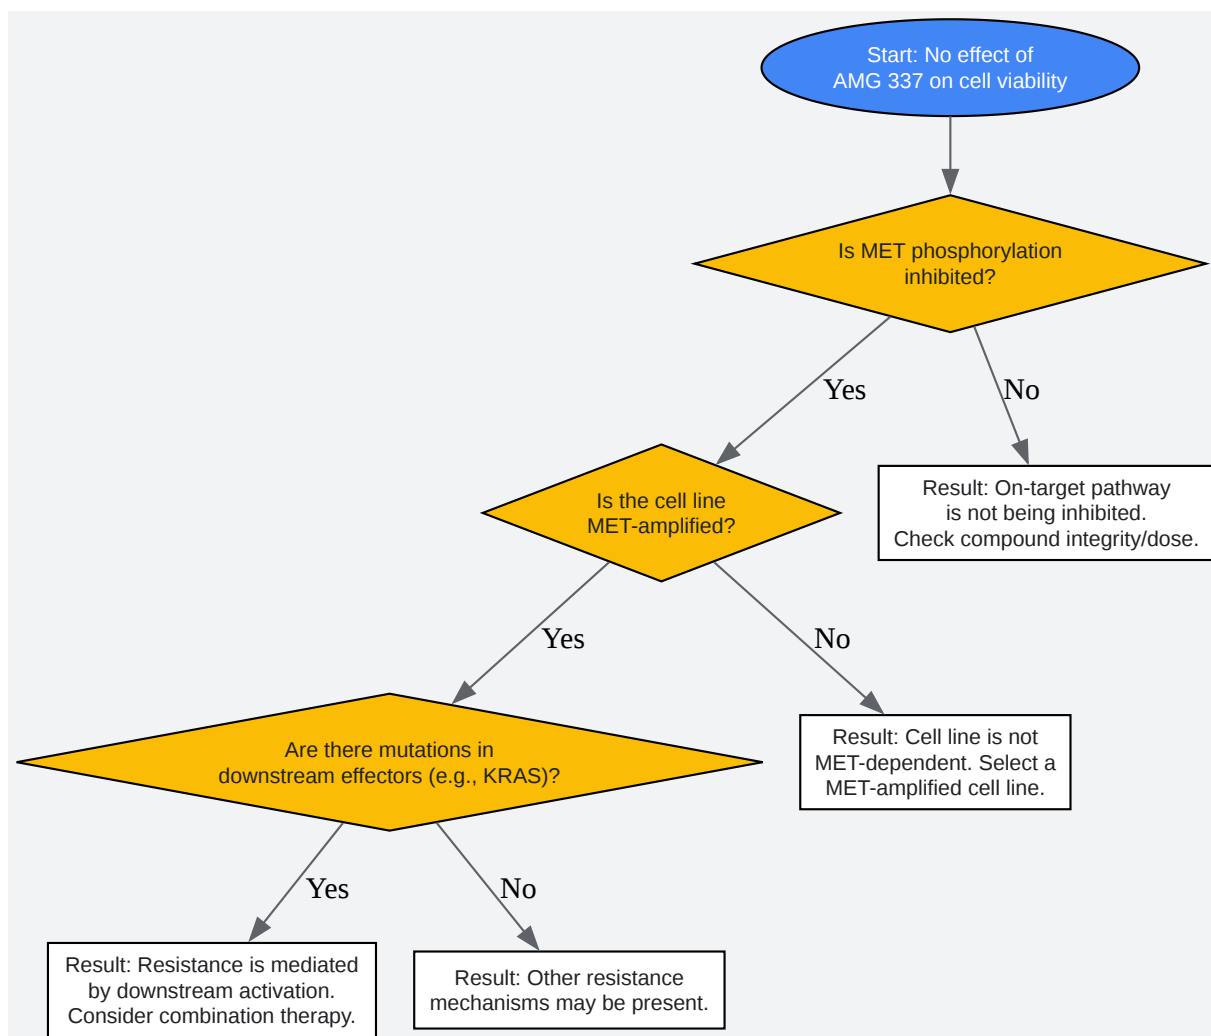 Start: No effect of
AMG 337 on cell viability
Is MET phosphorylation
inhibited?
Yes
No
Is the cell line
MET-amplified?
Result: On-target pathway
is not being inhibited.
Check compound integrity/dose.
Yes
No
Are there mutations in
downstream effectors (e.g., KRAS)?
Result: Cell line is not
MET-dependent. Select a
MET-amplified cell line.
Yes
No
Result: Resistance is mediated
by downstream activation.
Consider combination therapy.
Result: Other resistance
mechanisms may be present.